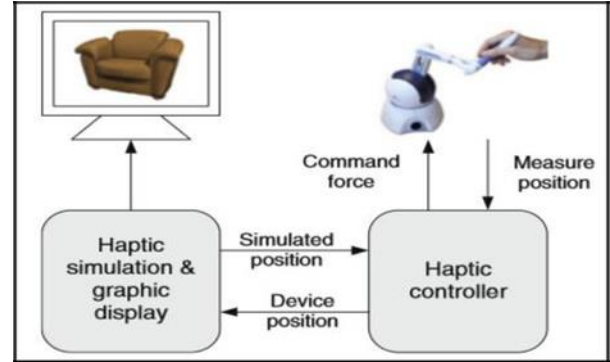 Command
force
Measure
position
Haptic
simulation &
graphic
display
Simulated
position
Device
position
Haptic
controller